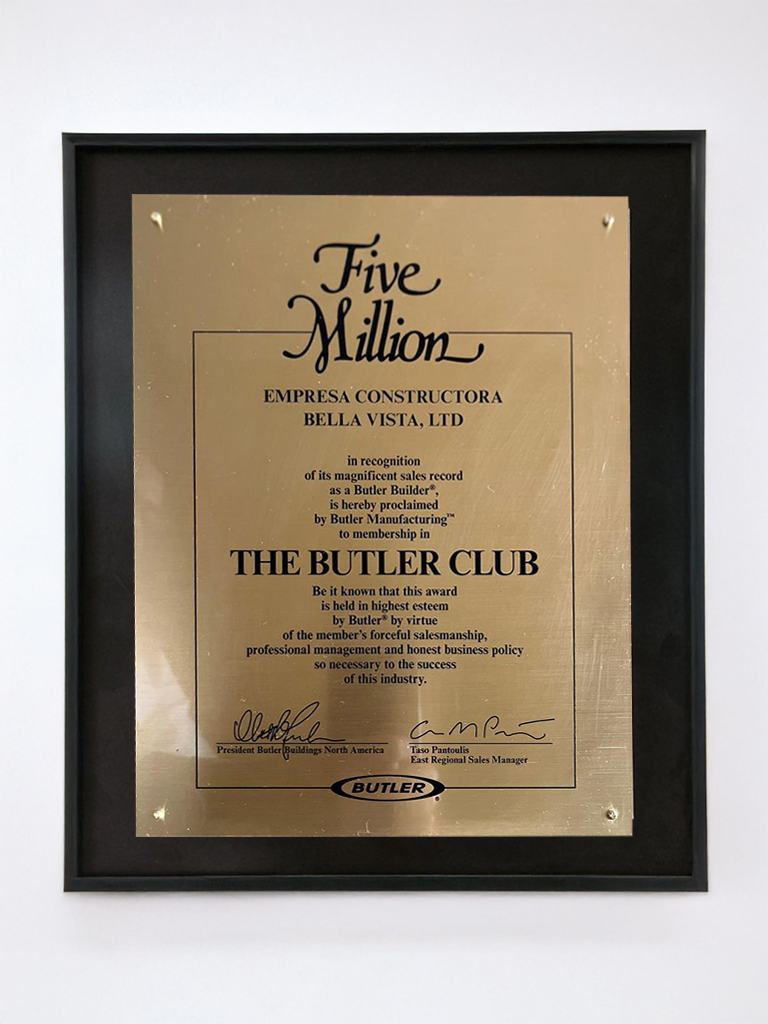 Five
Million
EMPRESA CONSTRUCTORA
BELLA VISTA, LTD
in recognition
of its magnificent sales record
as a Butler Builder®,
is hereby proclaimed
by Butler Manufacturing™
to membership in
THE BUTLER CLUB
Be it known that this award
is held in highest esteem
by Butler® by virtue
of the member's forceful salesmanship,
professional management and honest business policy
so necessary to the success
of this industry.
President Butler Buildings North America
Taso Pantoulis
East Regional Sales Manager
BUTLER®